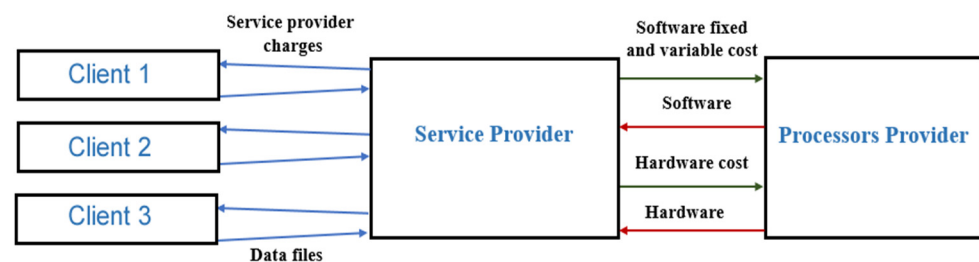 Service provider
charges
Software fixed
and variable cost
Client 1
Software
Client 2
Service Provider
Processors Provider
Hardware cost
Client 3
Hardware
Data files